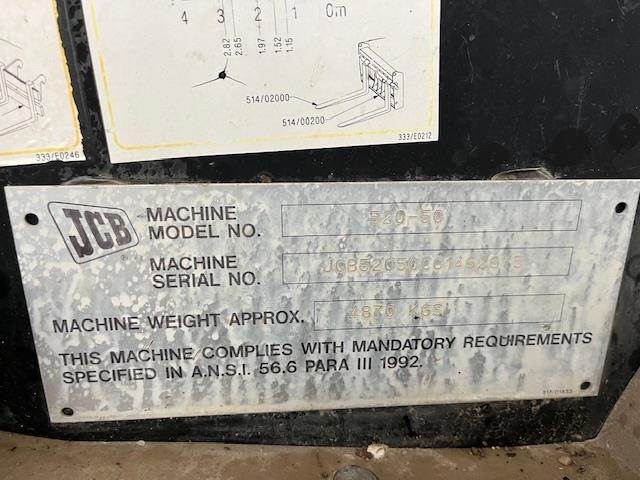 4 3 2 1 0m
2.82
2.65
1.97
1.52
1.15
514/02000
514/00200
333/E0246
333/E0212
JCB
MACHINE
MODEL NO.
520-50
MACHINE
SERIAL NO.
MACHINE WEIGHT APPROX.
4870 KGS
THIS MACHINE COMPLIES WITH MANDATORY REQUIREMENTS
SPECIFIED IN A.N.S.I. 56.6 PARA III 1992.